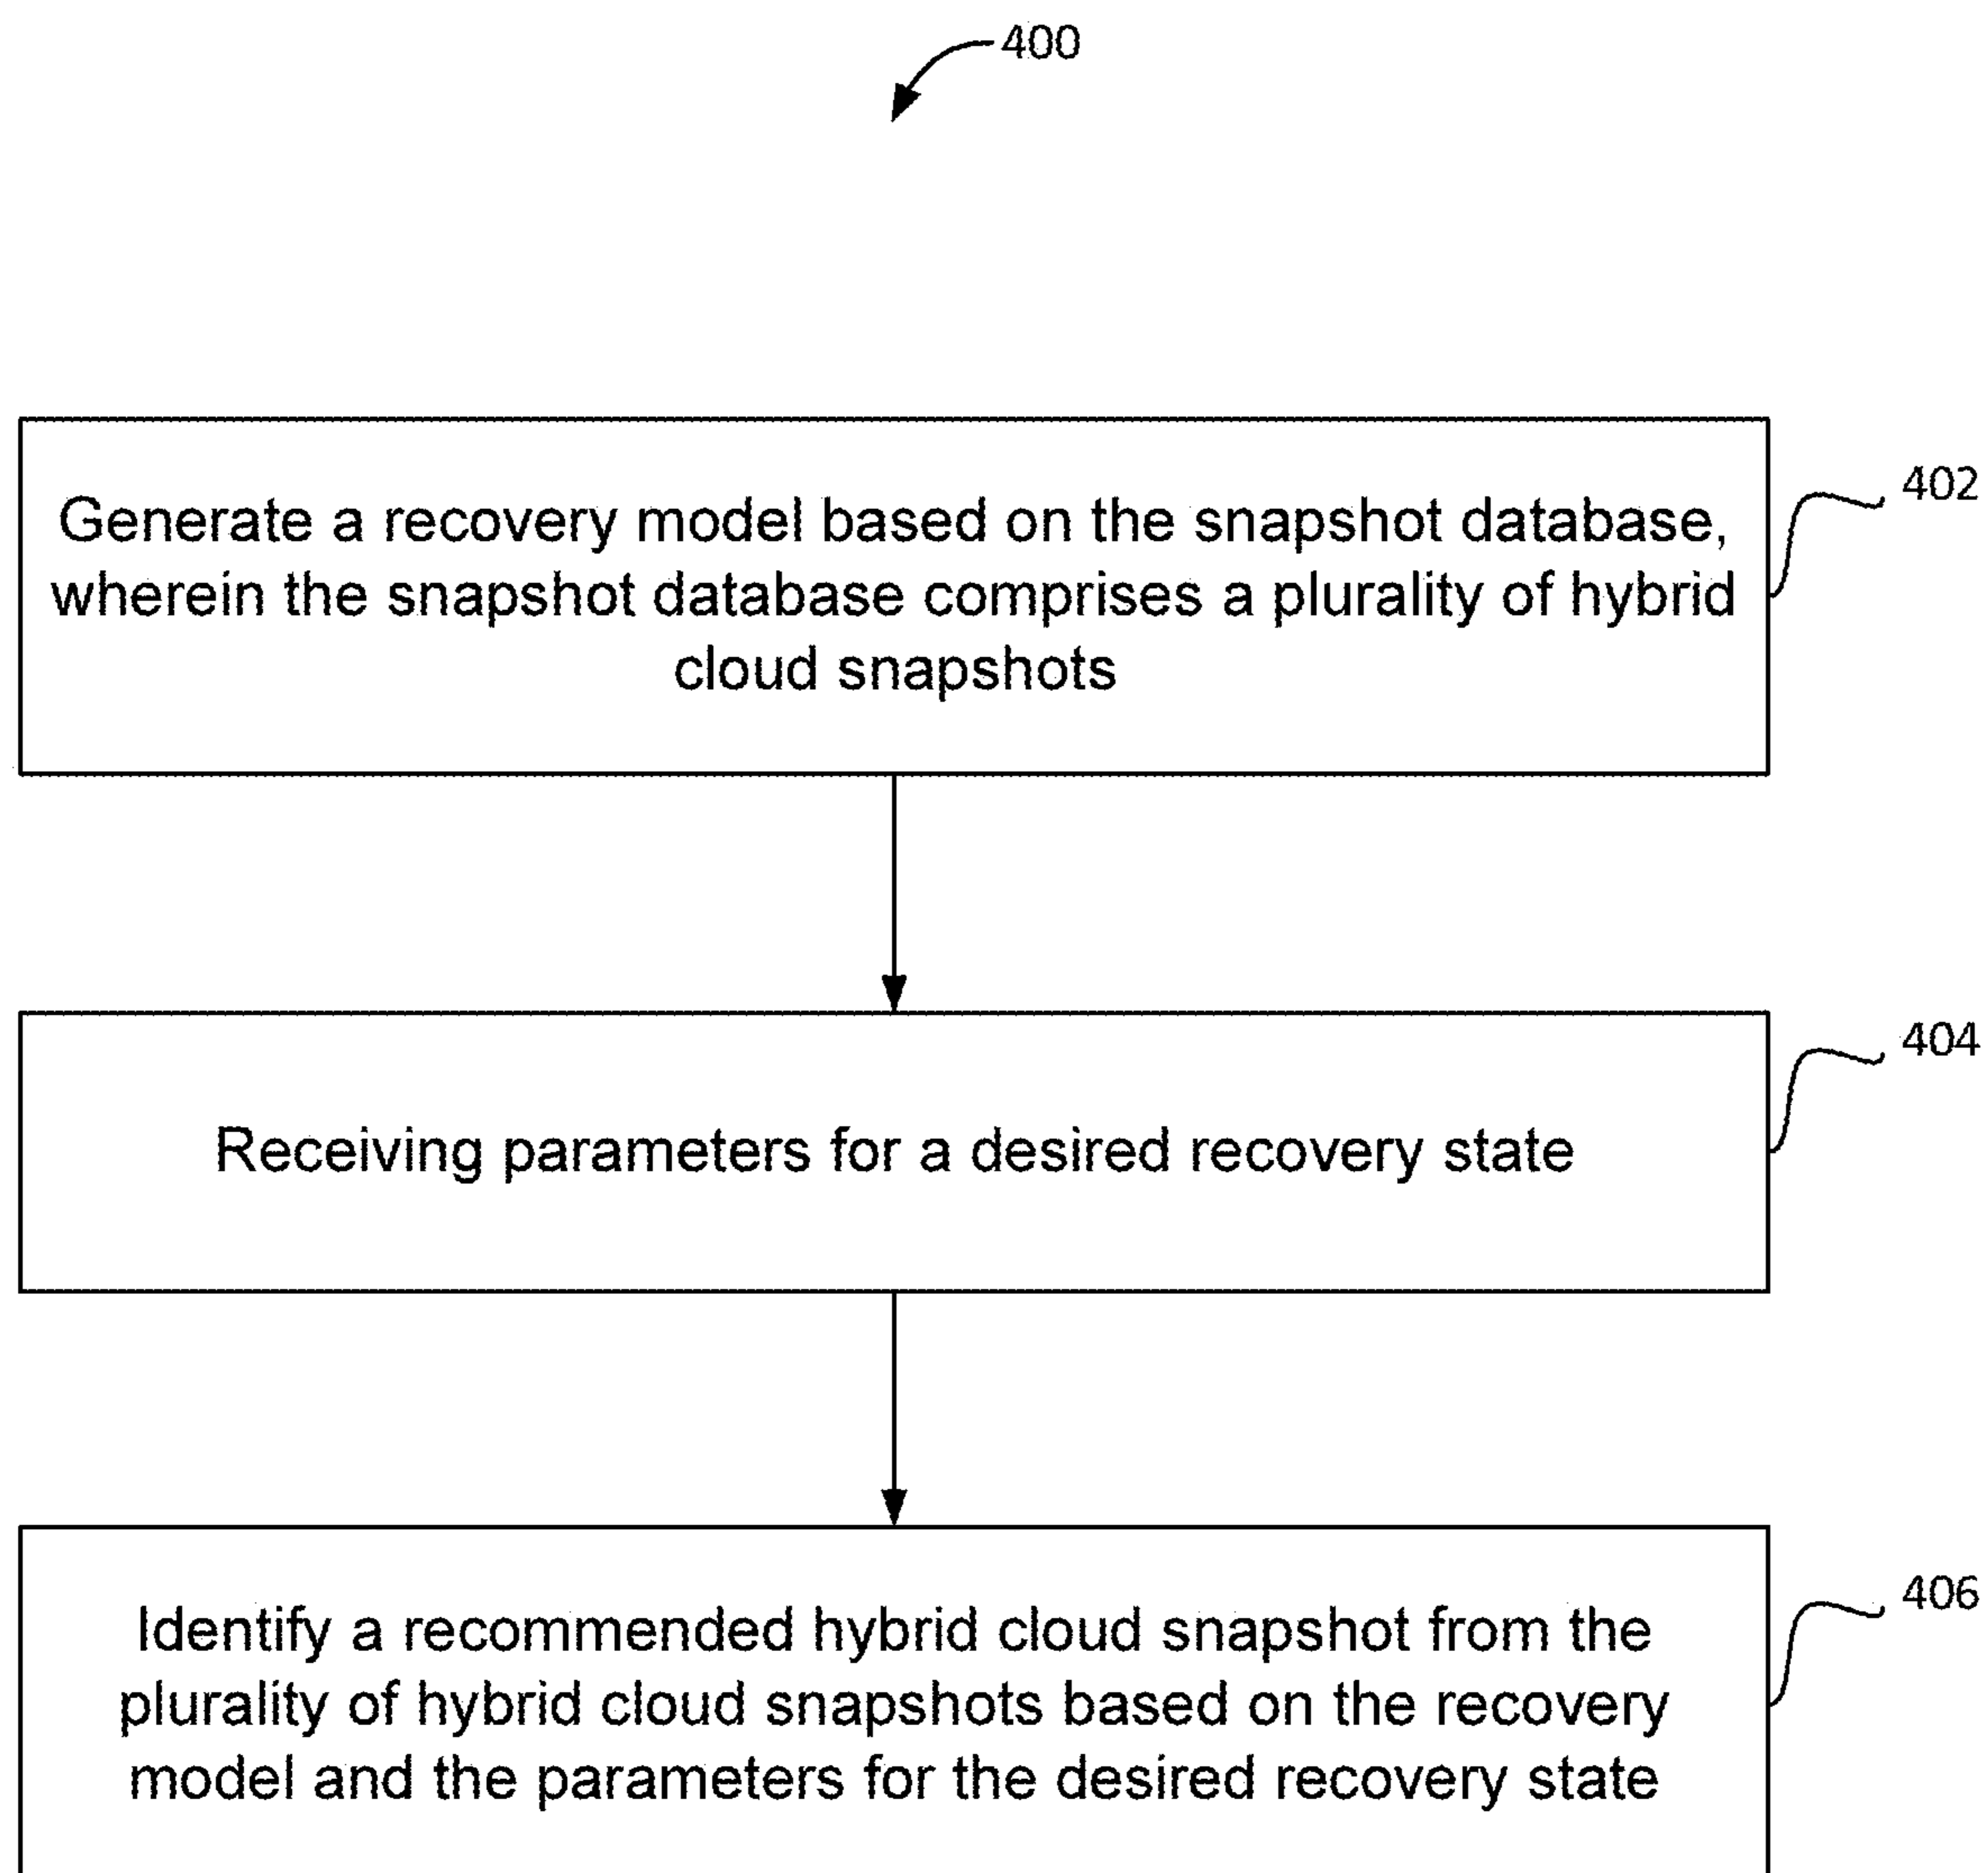 400
Generate a recovery model based on the snapshot database,
wherein the snapshot database comprises a plurality of hybrid
cloud snapshots
402
Receiving parameters for a desired recovery state
404
Identify a recommended hybrid cloud snapshot from the
plurality of hybrid cloud snapshots based on the recovery
model and the parameters for the desired recovery state
406